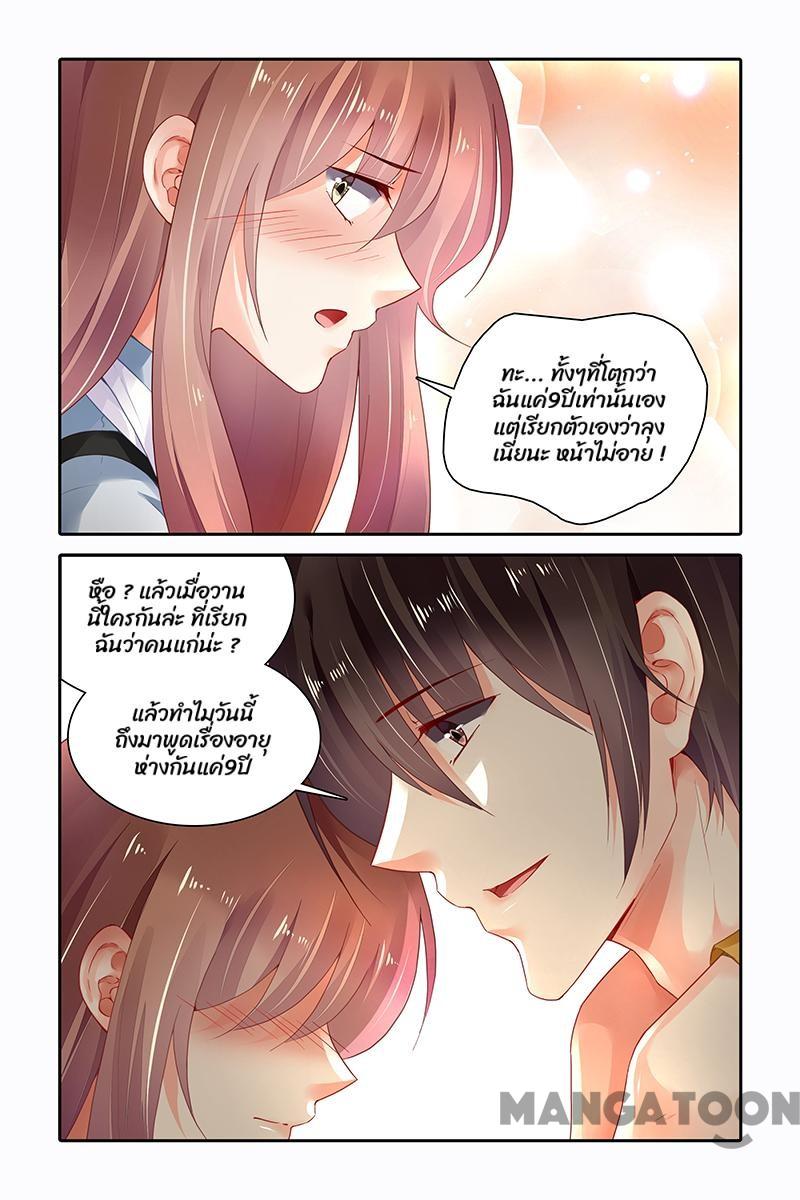 ทะ... ทั้งๆที่โตกว่า
ฉันแค่9ปีเท่านั้นเอง
แต่เรียกตัวเองว่าลุง
เนี่ยนะ หน้าไม่อาย !
หือ ? แล้วเมื่อวาน
นี้ใครกันล่ะ ที่เรียก
ฉันว่าคนแก่น่ะ ?
แล้วทำไมวันนี้
ถึงมาพูดเรื่องอายุ
ห่างกันแค่9ปี
MANGATOON